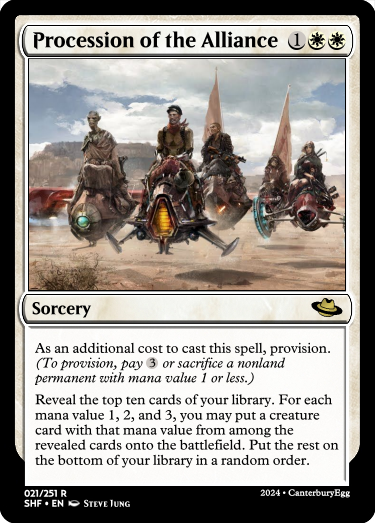 Procession of the Alliance 1
Sorcery
As an additional cost to cast this spell, provision.
(To provision, pay 3 or sacrifice a nonland
permanent with mana value 1 or less.)
Reveal the top ten cards of your library. For each
mana value 1, 2, and 3, you may put a creature
card with that mana value from among the
revealed cards onto the battlefield. Put the rest on
the bottom of your library in a random order.
021/251 R
SHF • EN Steve Jung 2024 • CanterburyEgg